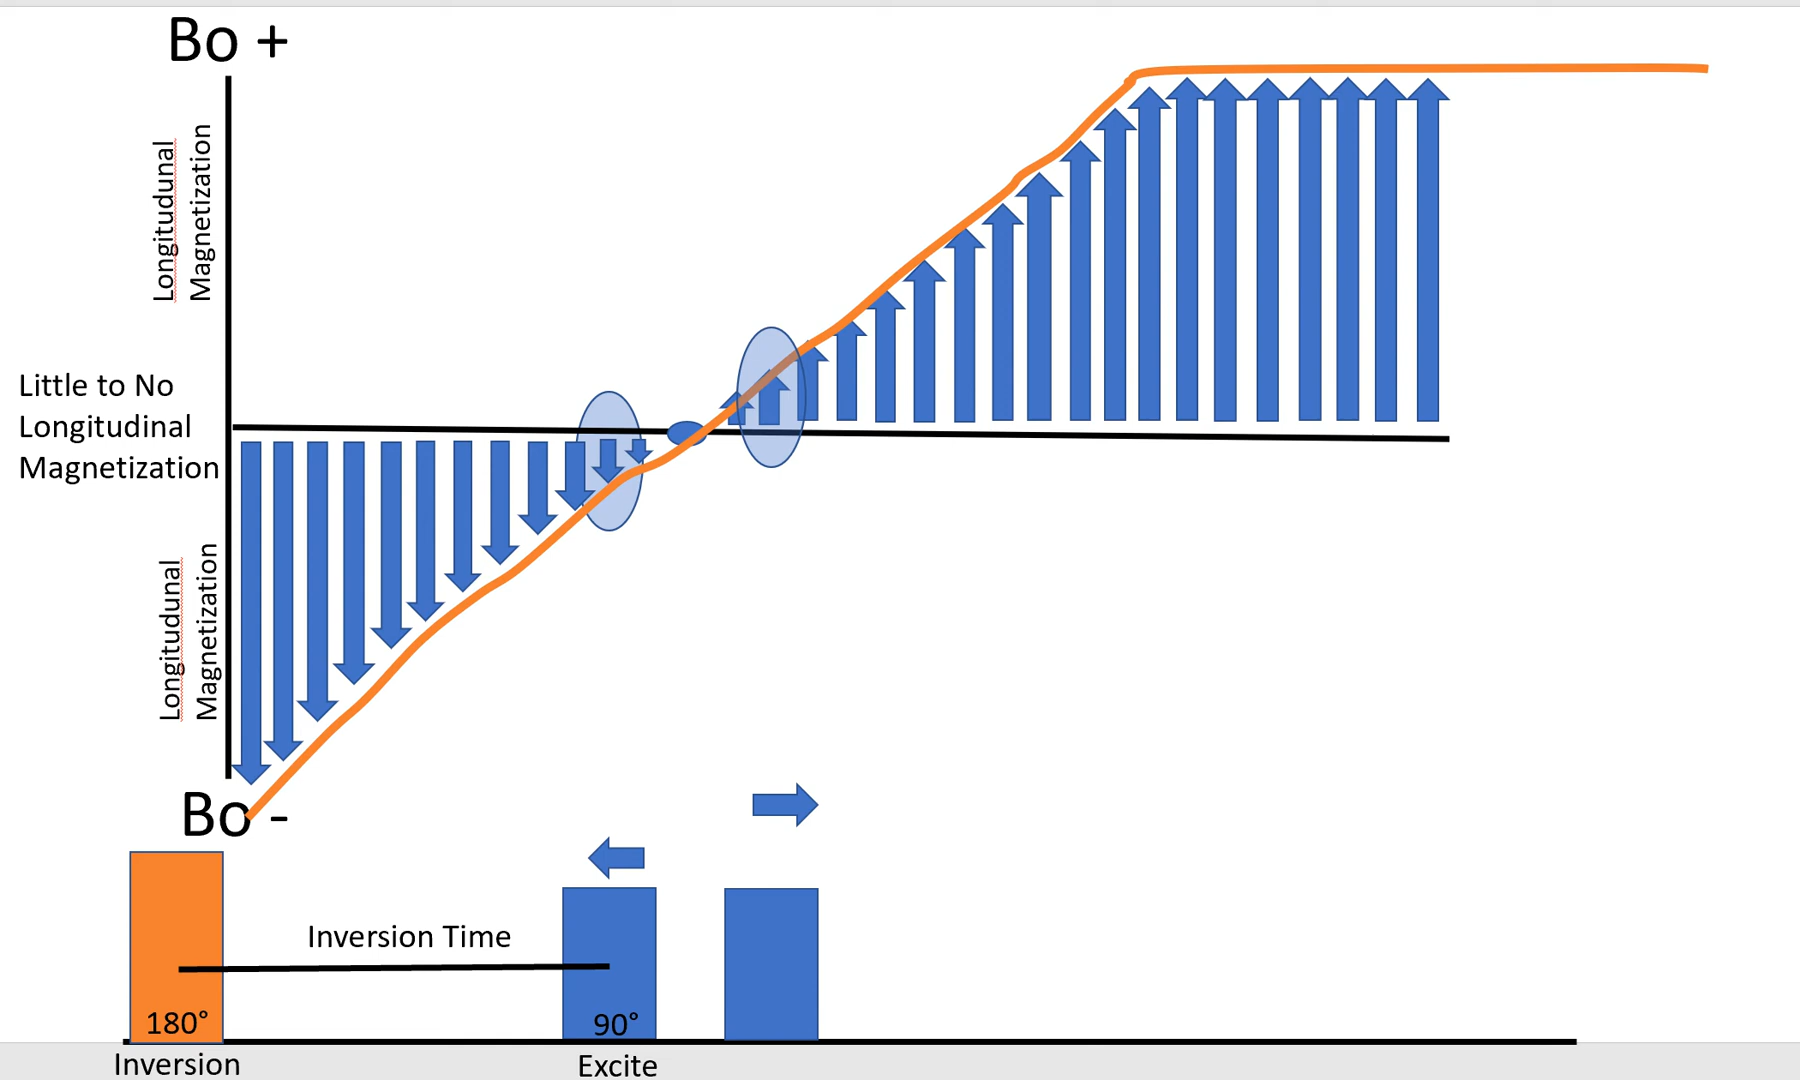 Bo +
Longitudunal
Magnetization
Little to No
Longitudinal
Magnetization
Longitudunal
Magnetization
Bo -
Inversion Time
180°
90°
Inversion
Excite